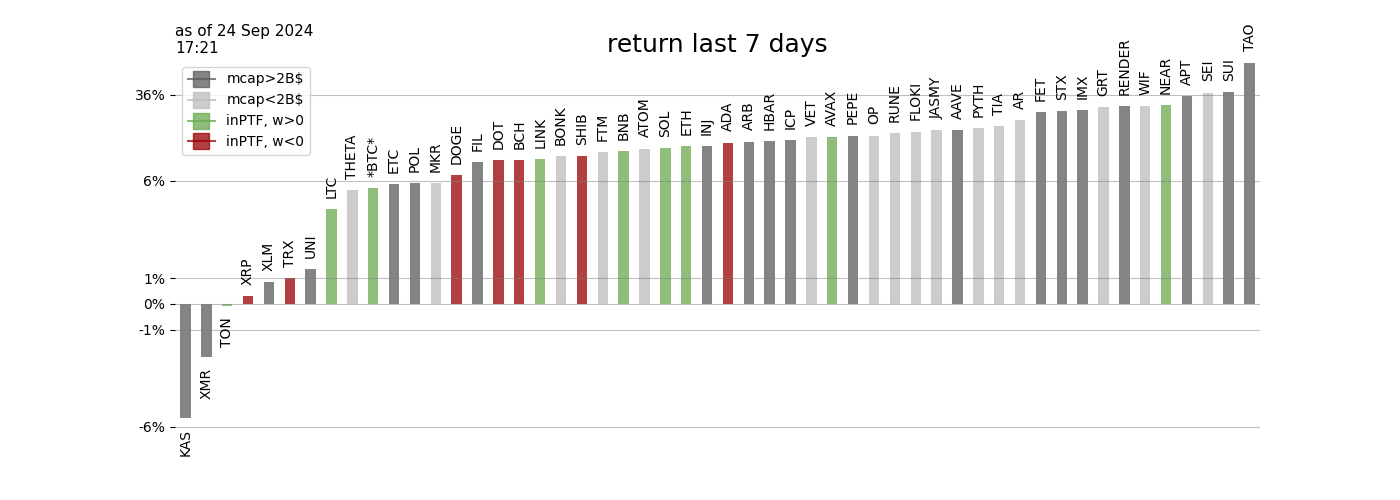 as of 24 Sep 2024
17:21
return last 7 days
mcap>2B$
mcap<2B$
inPTF, w>0
inPTF, w<0
36%
6%
1%
0%
-1%
-6%
KAS
XMR
TON
XRP
XLM
TRX
UNI
LTC
THETA
*BTC*
ETC
POL
MKR
DOGE
FIL
DOT
BCH
LINK
BONK
SHIB
FTM
BNB
ATOM
SOL
ETH
INJ
ADA
ARB
HBAR
ICP
VET
AVAX
PEPE
OP
RUNE
FLOKI
JASMY
AAVE
PYTH
TIA
AR
FET
STX
IMX
GRT
RENDER
WIF
NEAR
APT
SEI
SUI
TAO